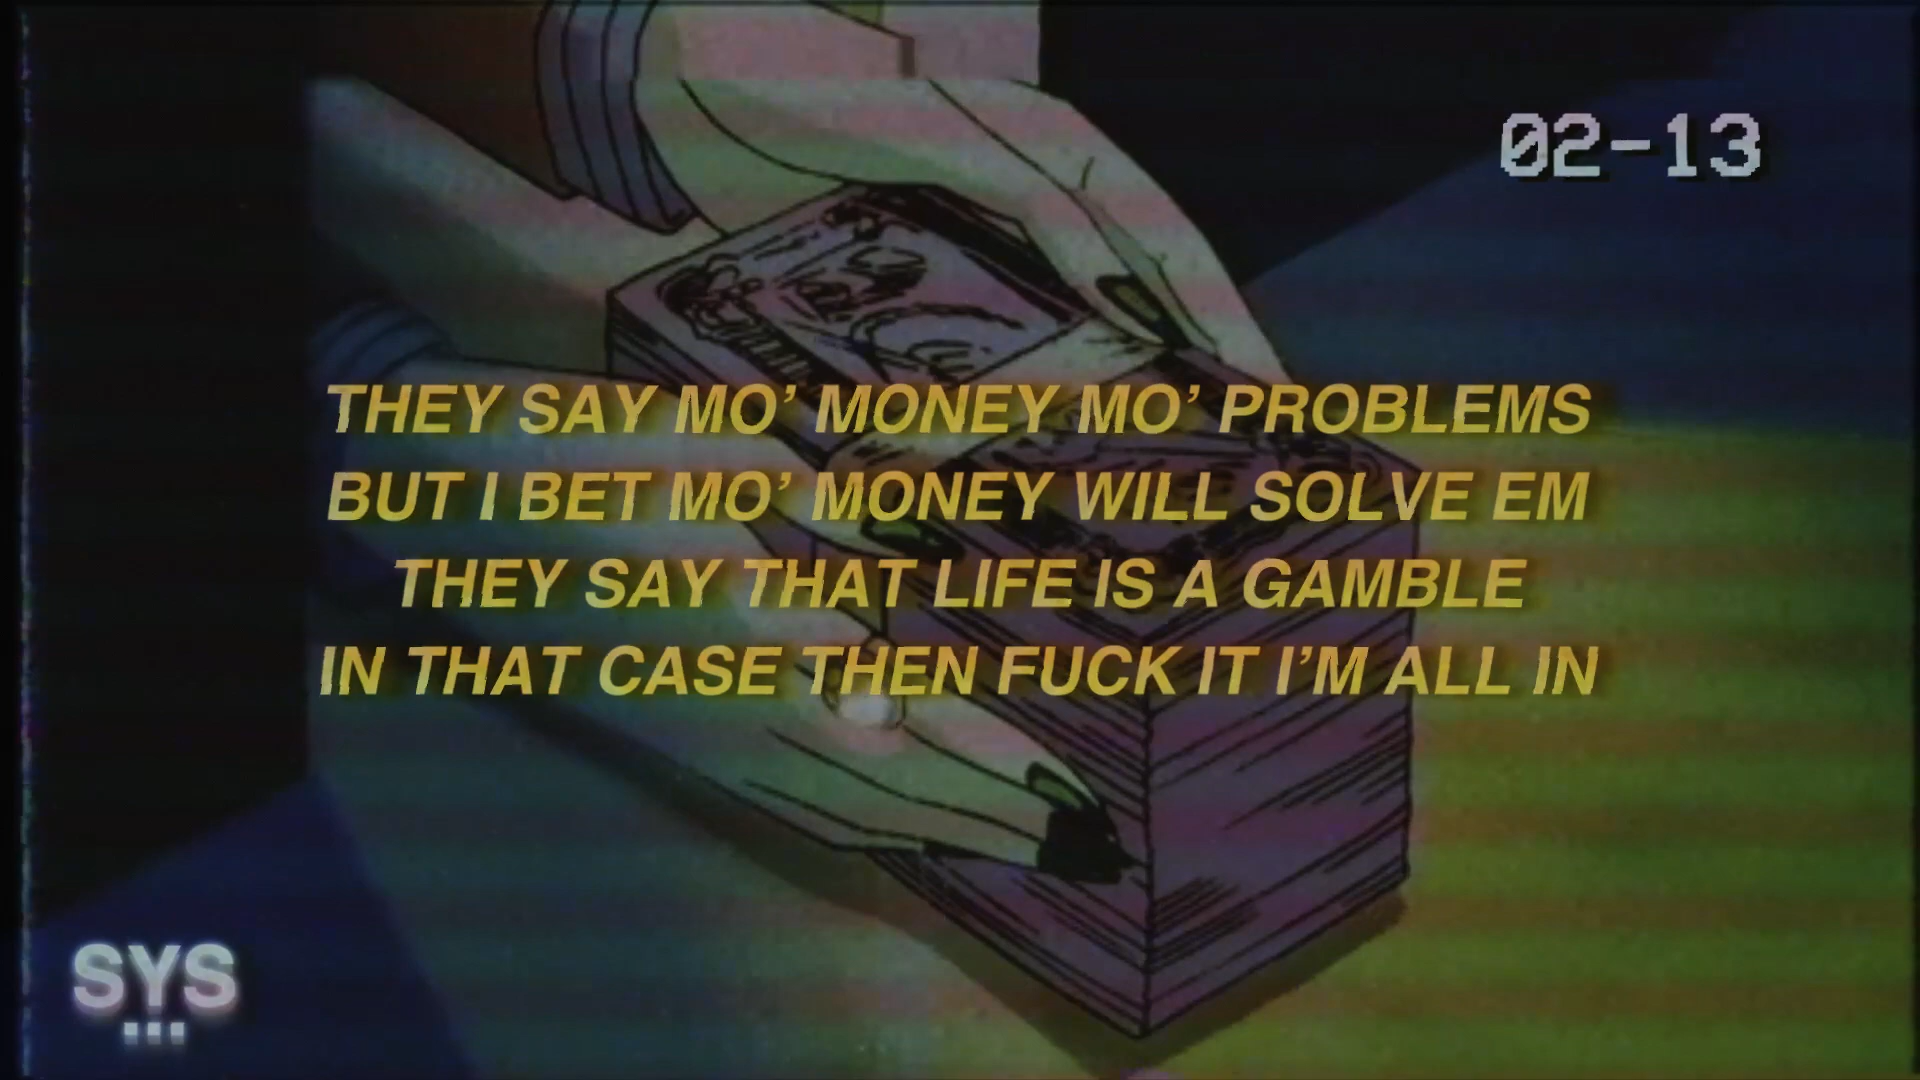 02-13
THEY SAY MO’ MONEY MO’ PROBLEMS
BUT I BET MO’ MONEY WILL SOLVE EM
THEY SAY THAT LIFE IS A GAMBLE
IN THAT CASE THEN FUCK IT I’M ALL IN
SYS